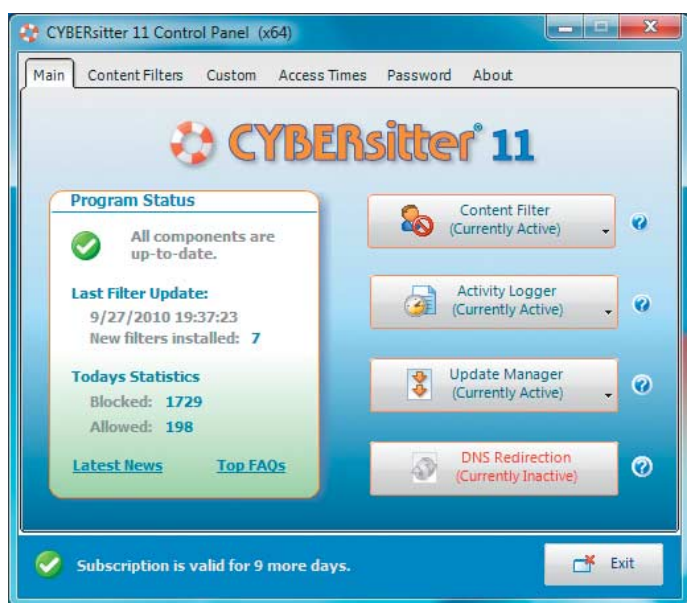 CYBERsitter 11 Control Panel (x64)
Main Content Filters Custom Access Times Password About
CYBERsitter® 11
Program Status
All components are
up-to-date.
Last Filter Update:
9/27/2010 19:37:23
New filters installed: 7
Todays Statistics
Blocked: 1729
Allowed: 198
Latest News Top FAQs
Content Filter
(Currently Active)
Activity Logger
(Currently Active)
Update Manager
(Currently Active)
DNS Redirection
(Currently Inactive)
Subscription is valid for 9 more days.
Exit